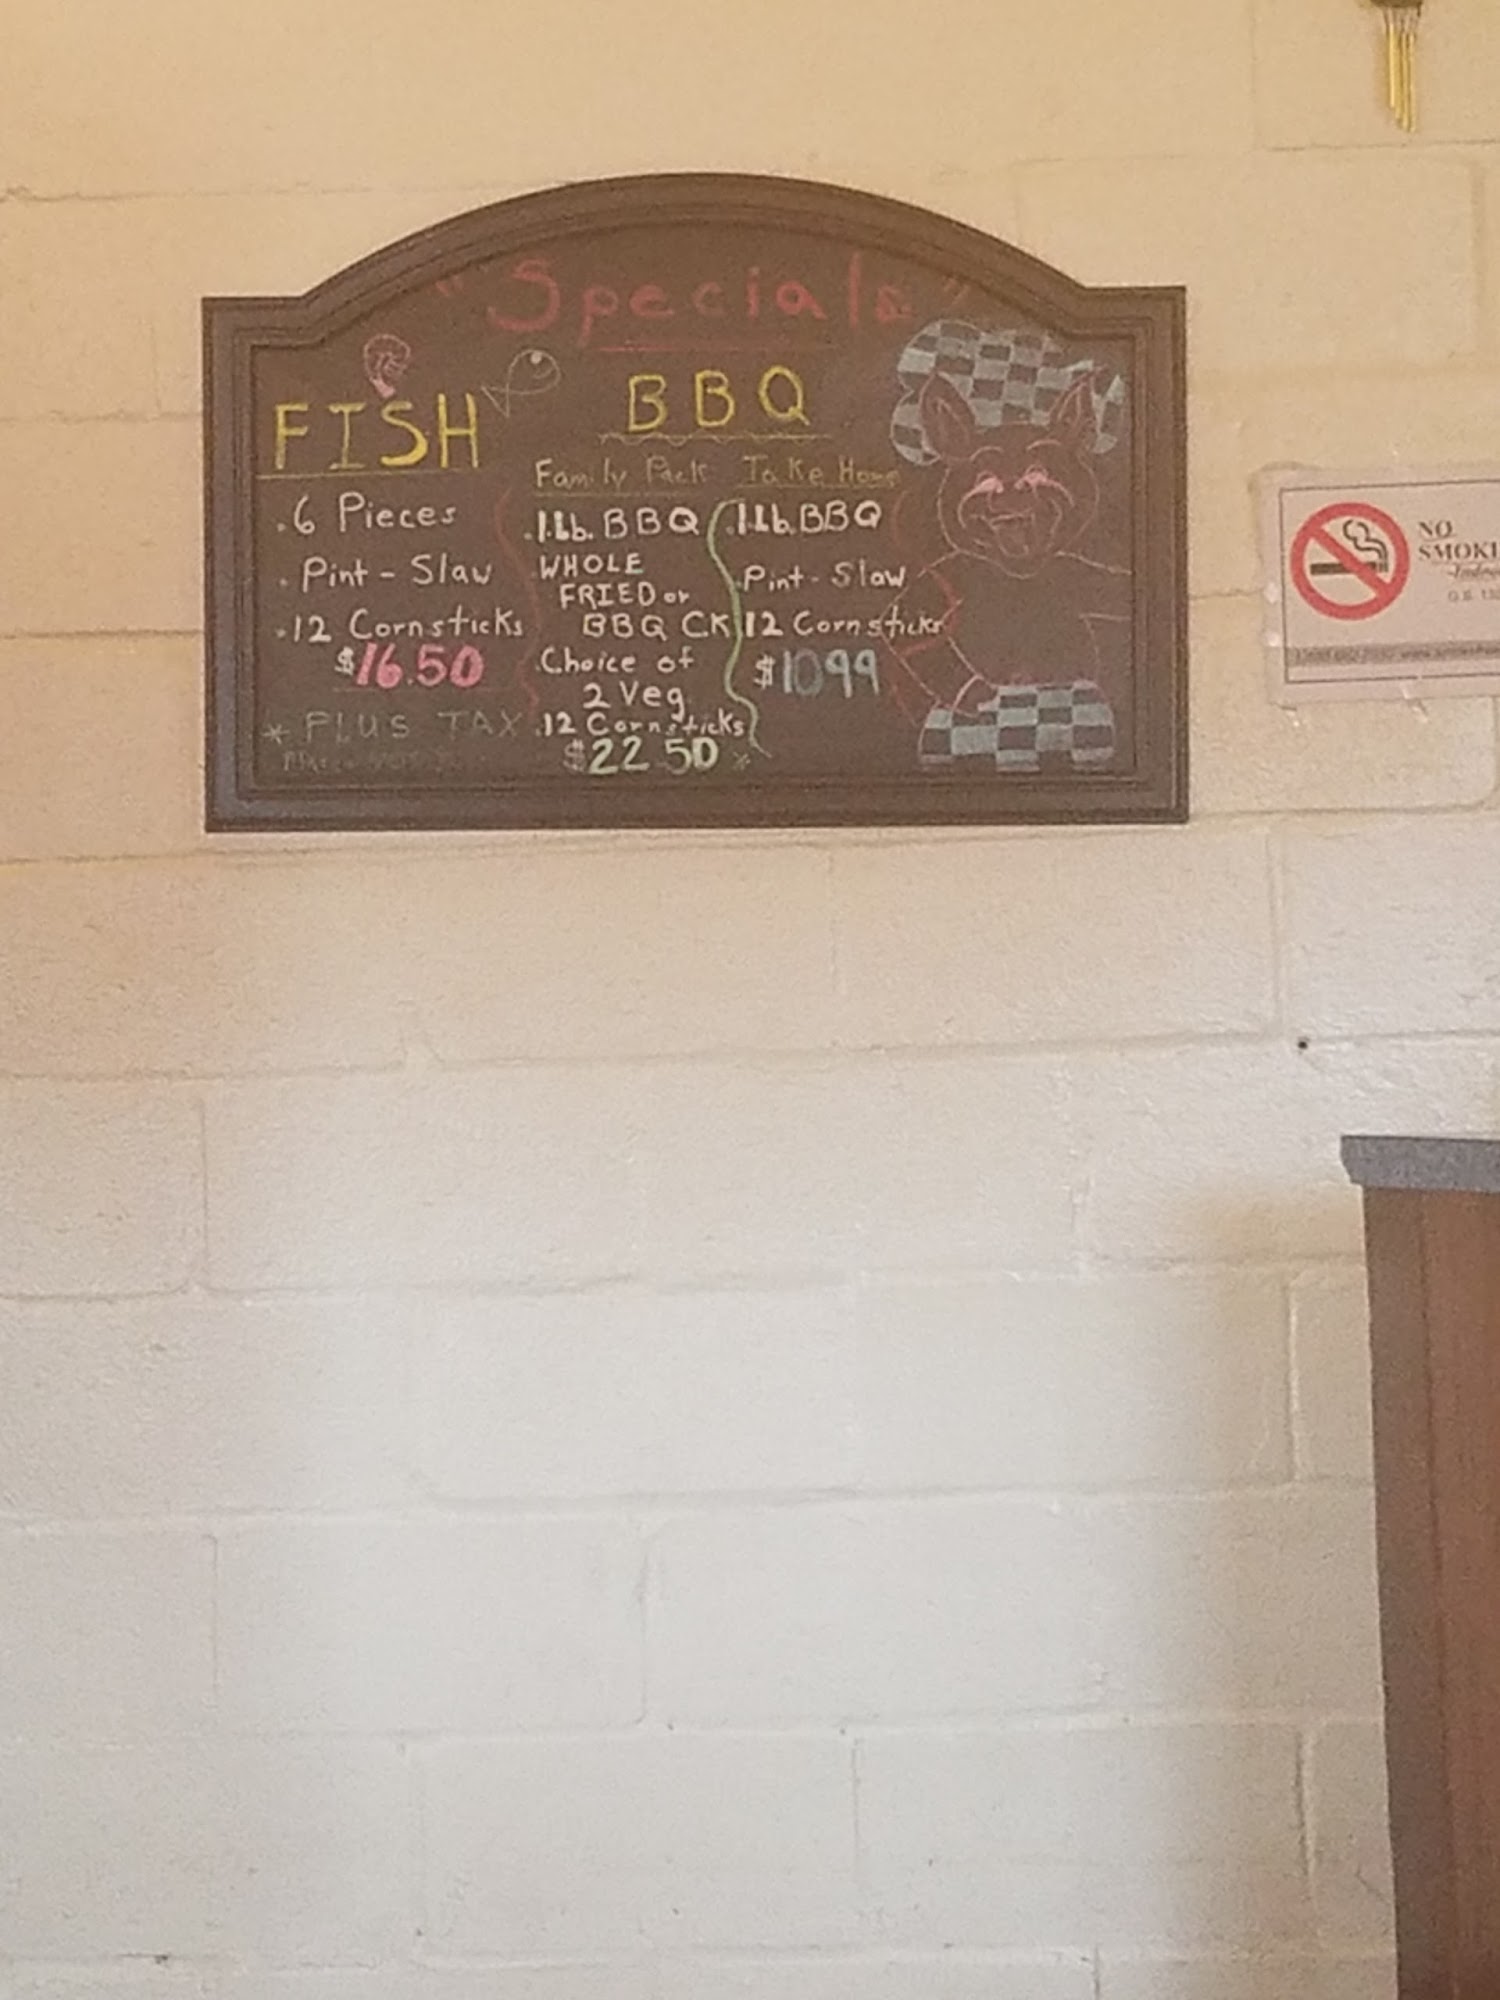 "Specials"
FISH
. 6 Pieces
. Pint - Slaw
. 12 Cornsticks
$16.50
* PLUS TAX
BBQ
Family Pack
. 1 Lb. BBQ
. WHOLE
FRIED or
BBQ CK
. Choice of
2 Veg
. 12 Cornsticks
$22.50 *
Take Home
. 1 Lb. BBQ
. Pint - Slaw
12 Cornsticks
$10 99
NO
SMOKI